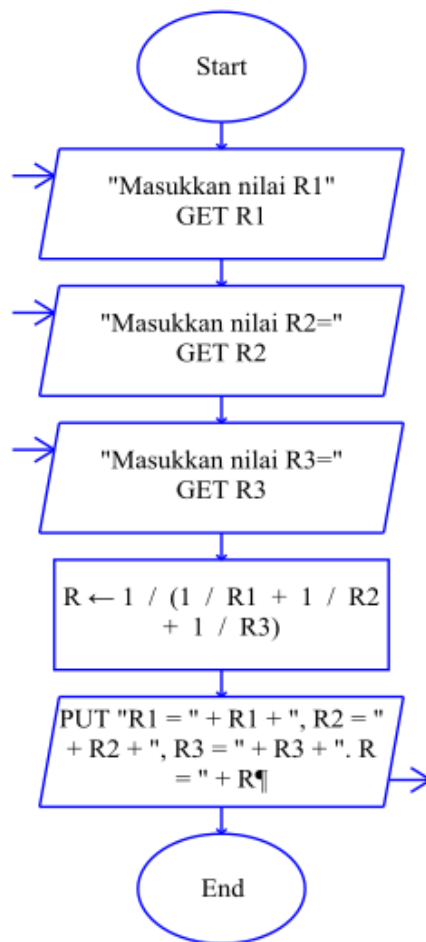 Start
"Masukkan nilai R1"
GET R1
"Masukkan nilai R2="
GET R2
"Masukkan nilai R3="
GET R3
R ← 1 / (1 / R1 + 1 / R2
+ 1 / R3)
PUT "R1 = " + R1 + ", R2 = "
+ R2 + ", R3 = " + R3 + ". R
= " + R¶
End